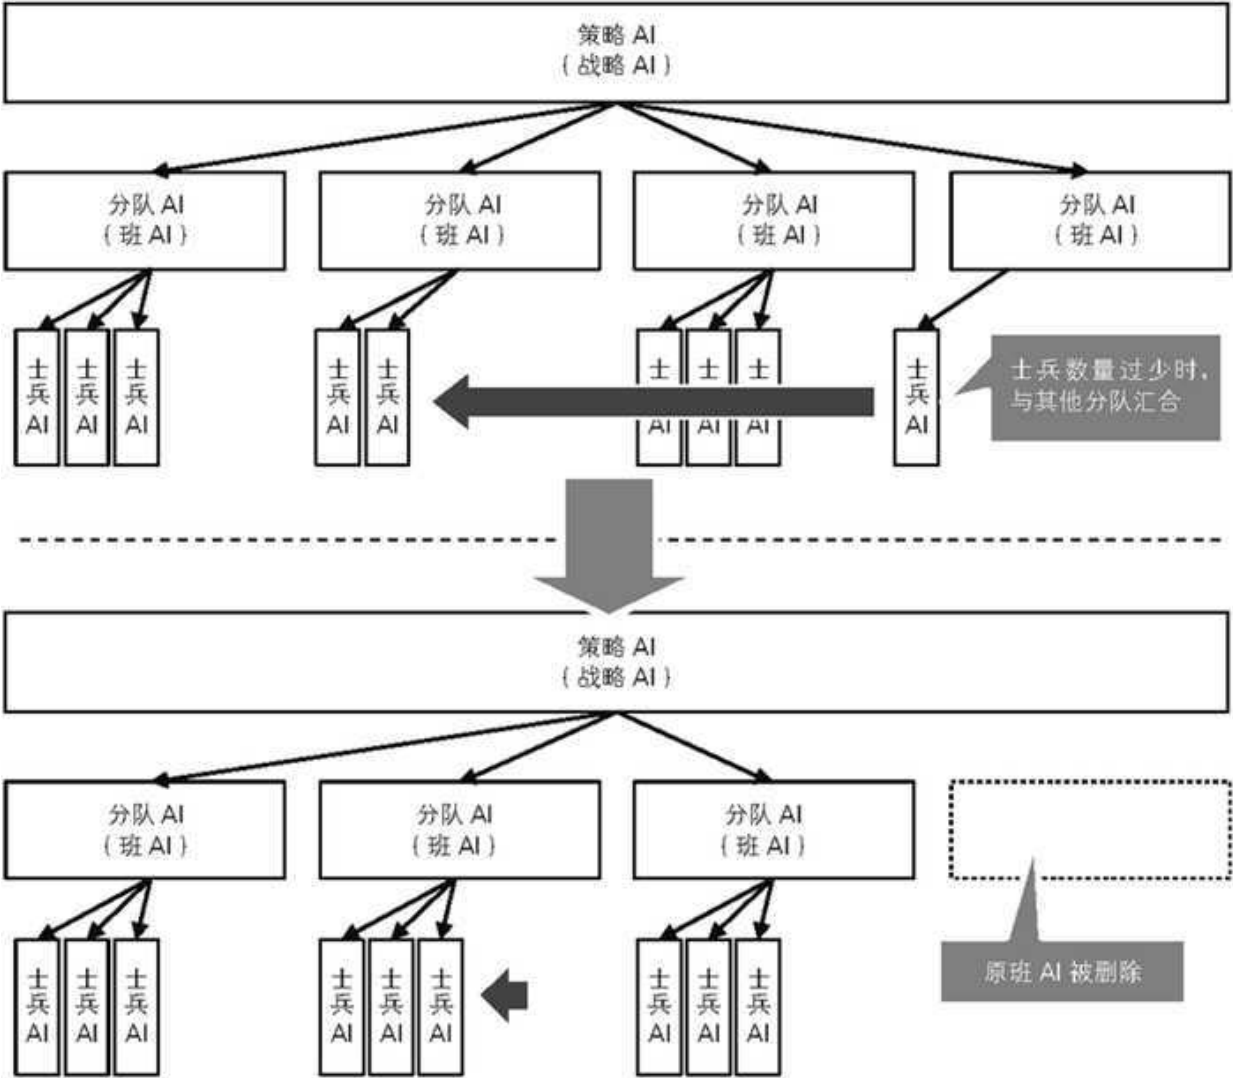 策略 AI
(战略 AI)
分队 AI
(班 AI)
分队 AI
(班 AI)
分队 AI
(班 AI)
分队 AI
(班 AI)
士
兵
AI
士
兵
AI
士
兵
AI
士
兵
AI
士
兵
AI
士
AI
士
AI
士
AI
士
兵
AI
士兵数量过少时，
与其他分队汇合
策略 AI
(战略 AI)
分队 AI
(班 AI)
分队 AI
(班 AI)
分队 AI
(班 AI)
士
兵
AI
士
兵
AI
士
兵
AI
士
兵
AI
士
兵
AI
士
兵
AI
士
兵
AI
士
兵
AI
士
兵
AI
原班 AI 被删除